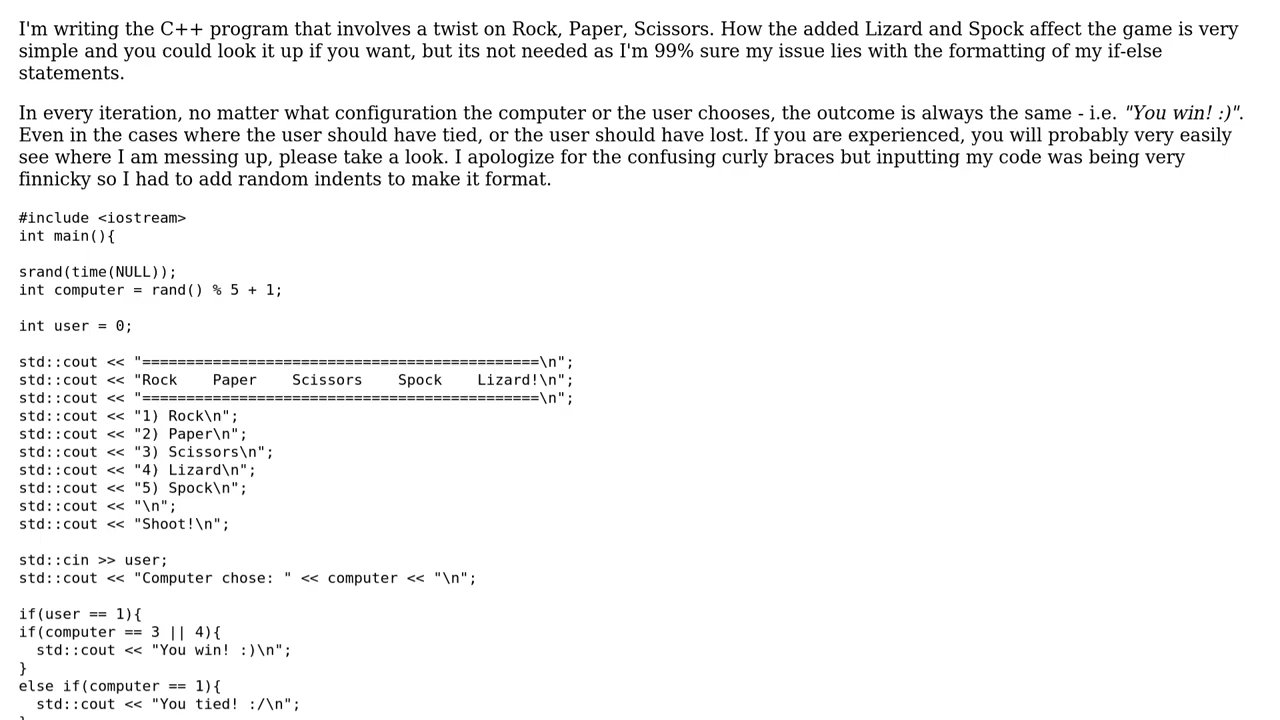 I'm writing the C++ program that involves a twist on Rock, Paper, Scissors. How the added Lizard and Spock affect the game is very
simple and you could look it up if you want, but its not needed as I'm 99% sure my issue lies with the formatting of my if-else
statements.
In every iteration, no matter what configuration the computer or the user chooses, the outcome is always the same - i.e. "You win! :)".
Even in the cases where the user should have tied, or the user should have lost. If you are experienced, you will probably very easily
see where I am messing up, please take a look. I apologize for the confusing curly braces but inputting my code was being very
finnicky so I had to add random indents to make it format.
#include <iostream>
int main(){
srand(time(NULL));
int computer = rand() % 5 + 1;
int user = 0;
std::cout << "=============================================\n";
std::cout << "Rock    Paper    Scissors    Spock    Lizard!\n";
std::cout << "=============================================\n";
std::cout << "1) Rock\n";
std::cout << "2) Paper\n";
std::cout << "3) Scissors\n";
std::cout << "4) Lizard\n";
std::cout << "5) Spock\n";
std::cout << "\n";
std::cout << "Shoot!\n";
std::cin >> user;
std::cout << "Computer chose: " << computer << "\n";
if(user == 1){
if(computer == 3 || 4){
  std::cout << "You win! :)\n";
}
else if(computer == 1){
  std::cout << "You tied! :/\n";